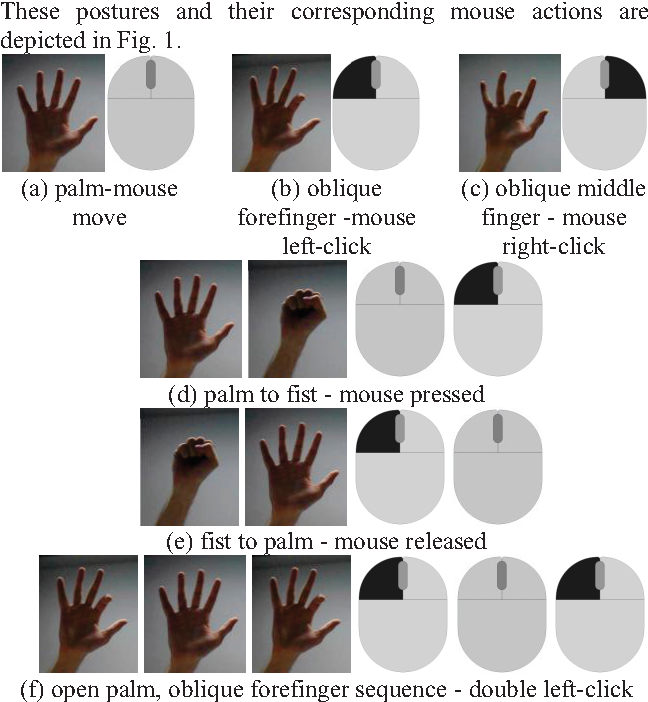 These postures and their corresponding mouse actions are
depicted in Fig. 1.
(a) palm-mouse
move
(b) oblique
forefinger -mouse
left-click
(c) oblique middle
finger - mouse
right-click
(d) palm to fist - mouse pressed
(e) fist to palm - mouse released
(f) open palm, oblique forefinger sequence - double left-click